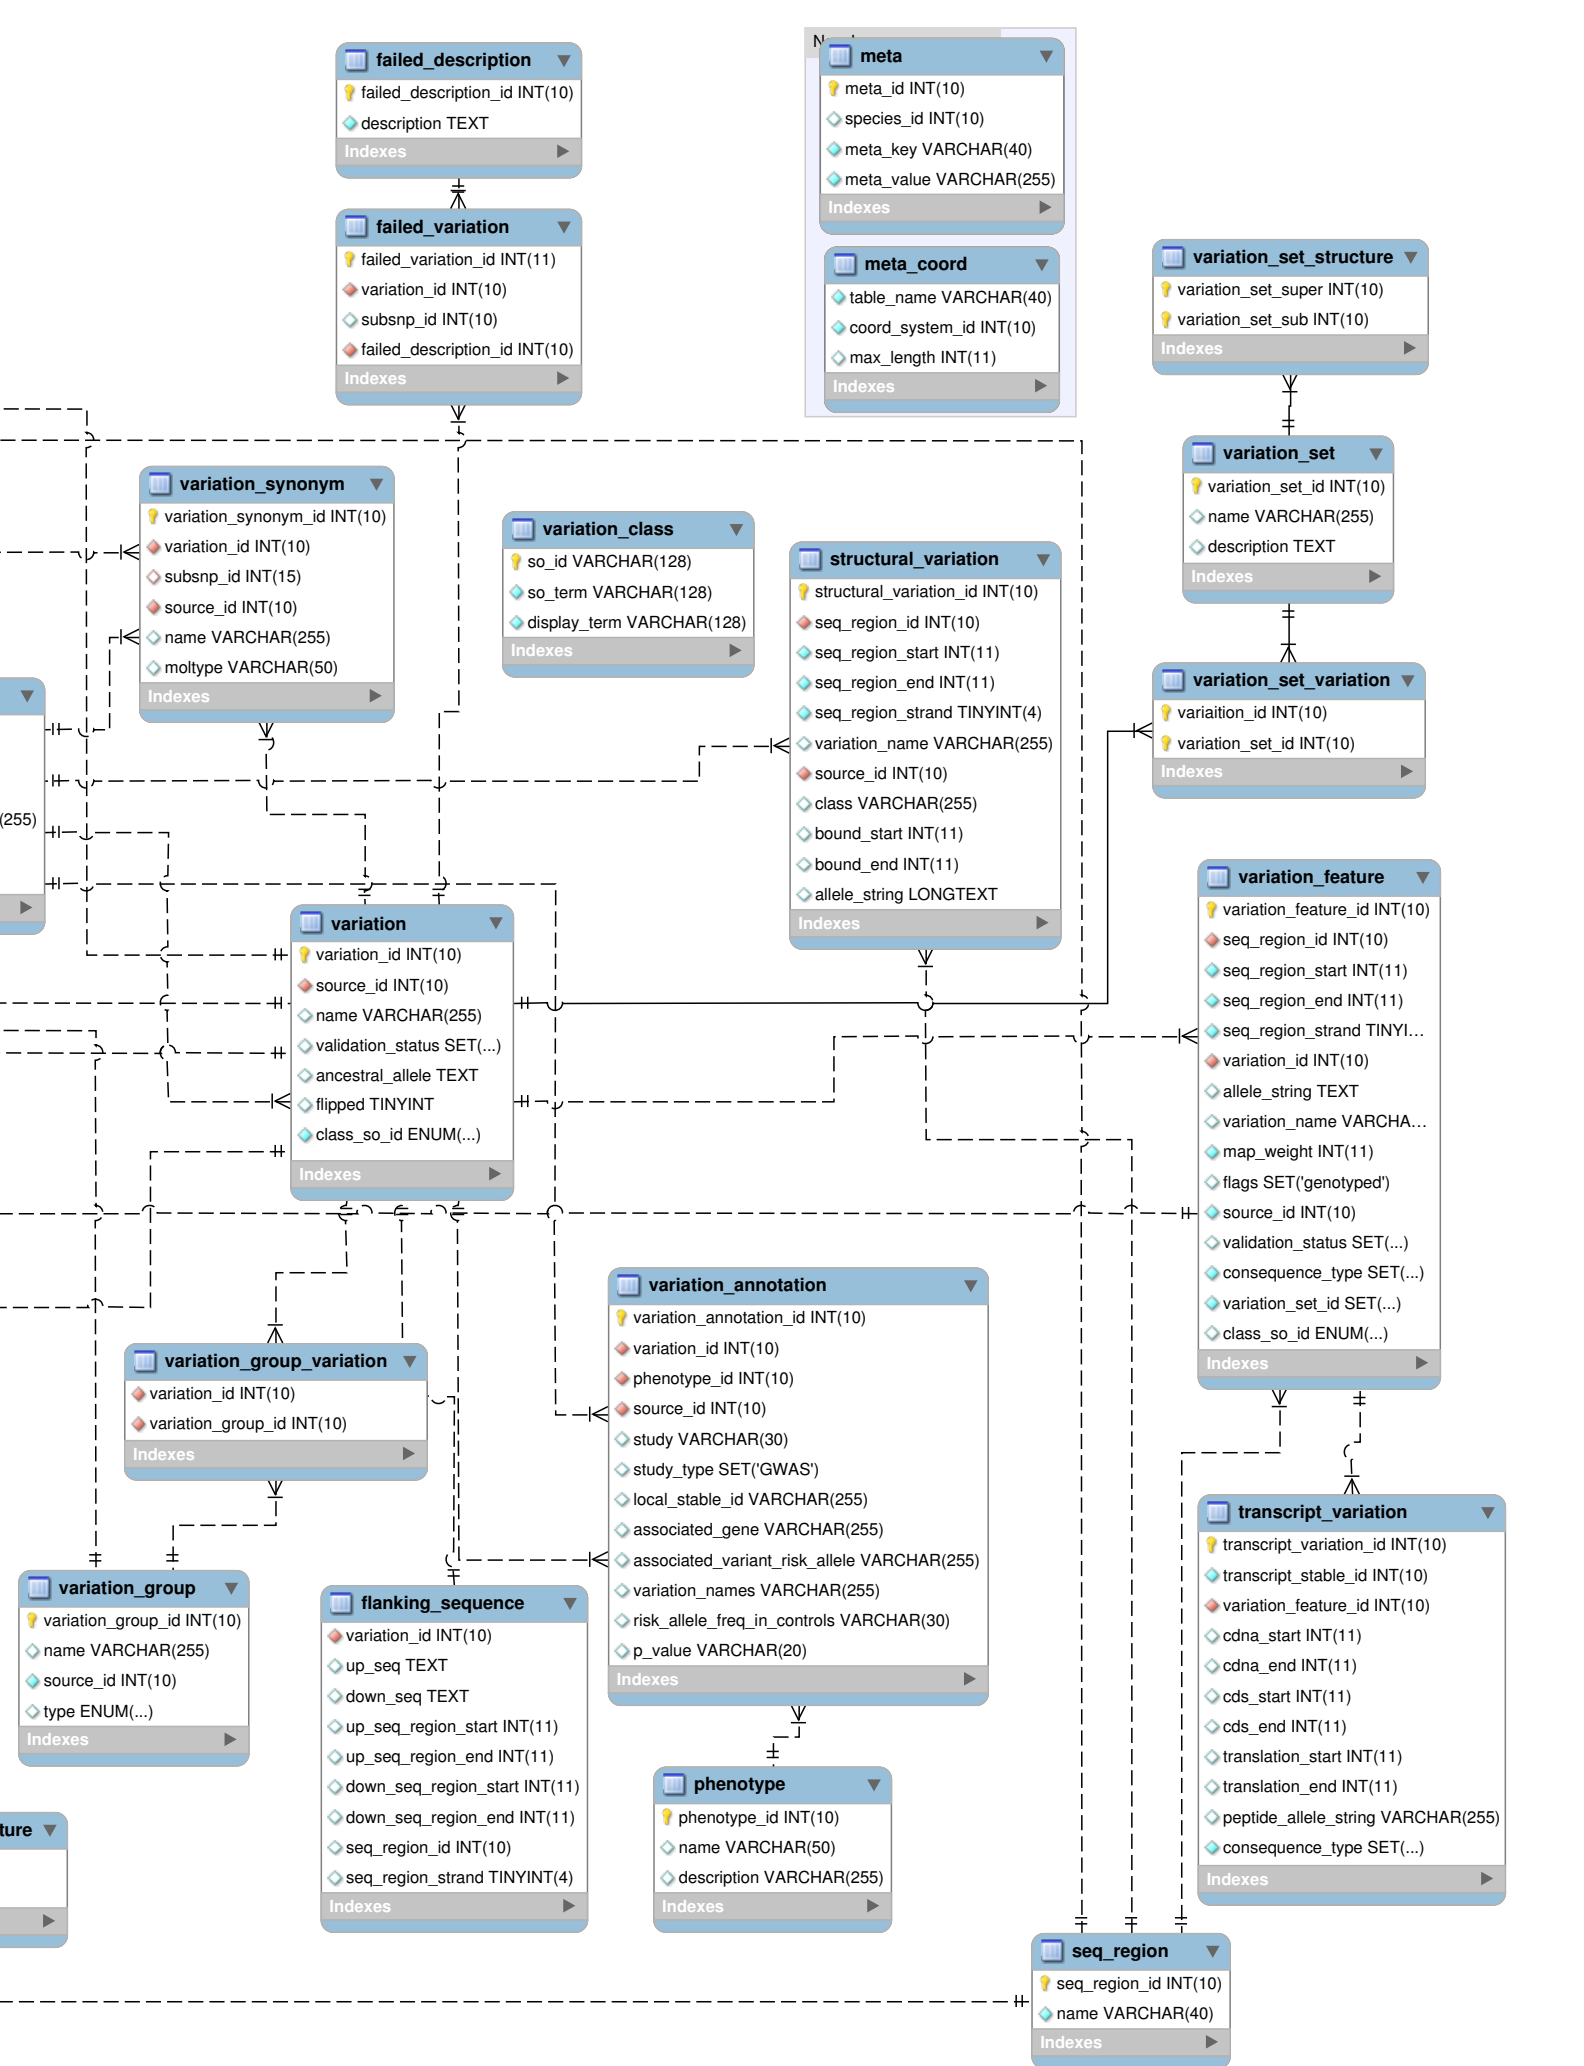 failed_description
failed_description_id INT(10)
description TEXT
Indexes
failed_variation
failed_variation_id INT(11)
variation_id INT(10)
subsnp_id INT(10)
failed_description_id INT(10)
Indexes
meta
meta_id INT(10)
species_id INT(10)
meta_key VARCHAR(40)
meta_value VARCHAR(255)
Indexes
meta_coord
table_name VARCHAR(40)
coord_system_id INT(10)
max_length INT(11)
Indexes
variation_set_structure
variation_set_super INT(10)
variation_set_sub INT(10)
Indexes
variation_set
variation_set_id INT(10)
name VARCHAR(255)
description TEXT
Indexes
variation_set_variation
variaition_id INT(10)
variation_set_id INT(10)
Indexes
variation_synonym
variation_synonym_id INT(10)
variation_id INT(10)
subsnp_id INT(15)
source_id INT(10)
name VARCHAR(255)
moltype VARCHAR(50)
Indexes
variation_class
so_id VARCHAR(128)
so_term VARCHAR(128)
display_term VARCHAR(128)
Indexes
structural_variation
structural_variation_id INT(10)
seq_region_id INT(10)
seq_region_start INT(11)
seq_region_end INT(11)
seq_region_strand TINYINT(4)
variation_name VARCHAR(255)
source_id INT(10)
class VARCHAR(255)
bound_start INT(11)
bound_end INT(11)
allele_string LONGTEXT
Indexes
(255)
variation
variation_id INT(10)
source_id INT(10)
name VARCHAR(255)
validation_status SET(...)
ancestral_allele TEXT
flipped TINYINT
class_so_id ENUM(...)
Indexes
variation_feature
variation_feature_id INT(10)
seq_region_id INT(10)
seq_region_start INT(11)
seq_region_end INT(11)
seq_region_strand TINYI...
variation_id INT(10)
allele_string TEXT
variation_name VARCHA...
map_weight INT(11)
flags SET('genotyped')
source_id INT(10)
validation_status SET(...)
consequence_type SET(...)
variation_set_id SET(...)
class_so_id ENUM(...)
Indexes
variation_group_variation
variation_id INT(10)
variation_group_id INT(10)
Indexes
variation_annotation
variation_annotation_id INT(10)
variation_id INT(10)
phenotype_id INT(10)
source_id INT(10)
study VARCHAR(30)
study_type SET('GWAS')
local_stable_id VARCHAR(255)
associated_gene VARCHAR(255)
associated_variant_risk_allele VARCHAR(255)
variation_names VARCHAR(255)
risk_allele_freq_in_controls VARCHAR(30)
p_value VARCHAR(20)
Indexes
transcript_variation
transcript_variation_id INT(10)
transcript_stable_id INT(10)
variation_feature_id INT(10)
cdna_start INT(11)
cdna_end INT(11)
cds_start INT(11)
cds_end INT(11)
translation_start INT(11)
translation_end INT(11)
peptide_allele_string VARCHAR(255)
consequence_type SET(...)
Indexes
variation_group
variation_group_id INT(10)
name VARCHAR(255)
source_id INT(10)
type ENUM(...)
Indexes
flanking_sequence
variation_id INT(10)
up_seq TEXT
down_seq TEXT
up_seq_region_start INT(11)
up_seq_region_end INT(11)
down_seq_region_start INT(11)
down_seq_region_end INT(11)
seq_region_id INT(10)
seq_region_strand TINYINT(4)
Indexes
phenotype
phenotype_id INT(10)
name VARCHAR(50)
description VARCHAR(255)
Indexes
ture
seq_region
seq_region_id INT(10)
name VARCHAR(40)
Indexes